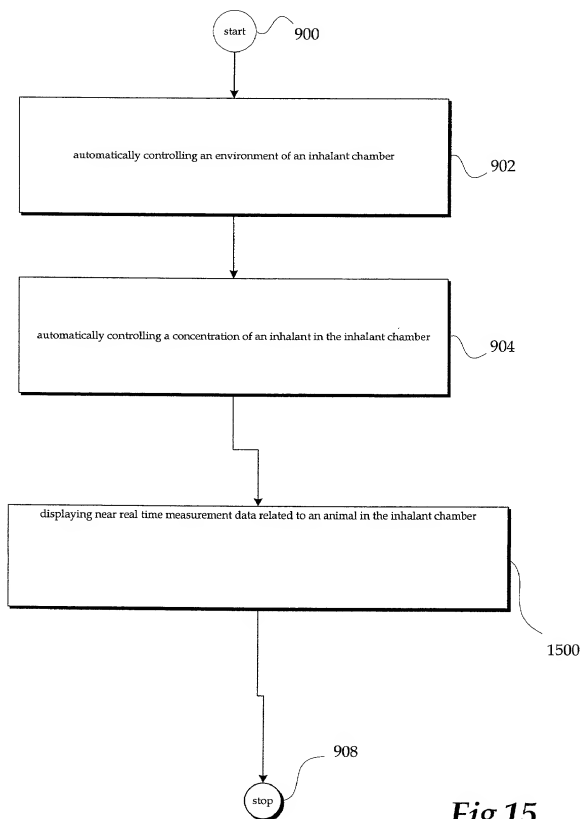 start
900
automatically controlling an environment of an inhalant chamber
902
automatically controlling a concentration of an inhalant in the inhalant chamber
904
displaying near real time measurement data related to an animal in the inhalant chamber
1500
908
stop
Fig.15